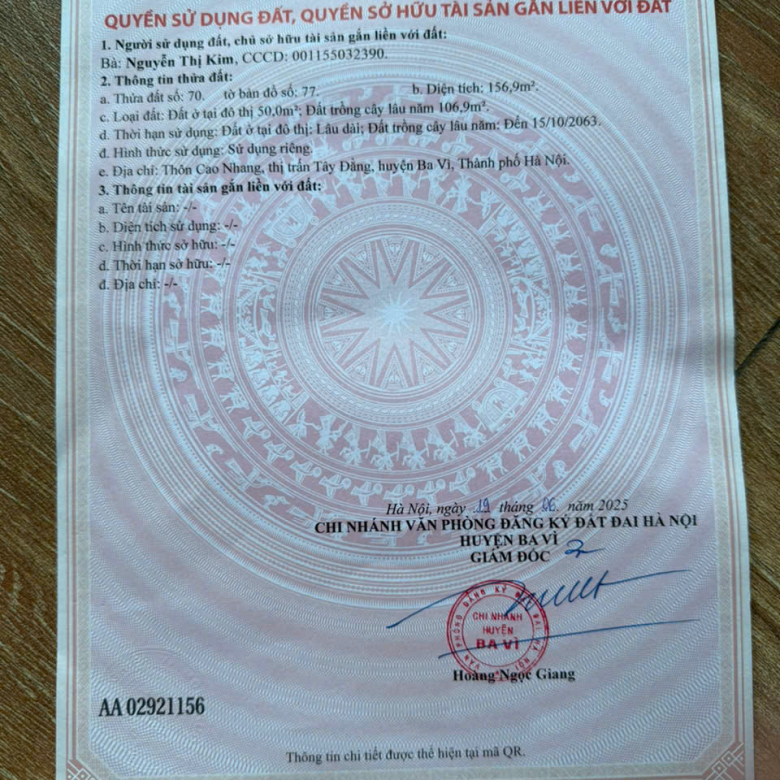 QUYỀN SỬ DỤNG ĐẤT, QUYỀN SỞ HỮU TÀI SẢN GẮN LIỀN VỚI ĐẤT
1. Người sử dụng đất, chủ sở hữu tài sản gắn liền với đất:
Bà: Nguyễn Thị Kim, CCCD: 001155032390.
2. Thông tin thửa đất:
a. Thửa đất số: 70. tờ bản đồ số: 77. b. Diện tích: 156,9m².
c. Loại đất: Đất ở tại đô thị 50,0m²; Đất trồng cây lâu năm 106,9m².
d. Thời hạn sử dụng: Đất ở tại đô thị: Lâu dài; Đất trồng cây lâu năm: Đến 15/10/2063.
đ. Hình thức sử dụng: Sử dụng riêng.
e. Địa chỉ: Thôn Cao Nhang, thị trấn Tây Đằng, huyện Ba Vì, Thành phố Hà Nội.
3. Thông tin tài sản gắn liền với đất:
a. Tên tài sản: -/-
b. Diện tích sử dụng: -/-
c. Hình thức sở hữu: -/-
d. Thời hạn sở hữu: -/-
đ. Địa chỉ: -/-
Hà Nội, ngày 19 tháng 06 năm 2025
CHI NHÁNH VĂN PHÒNG ĐĂNG KÝ ĐẤT ĐAI HÀ NỘI
HUYỆN BA VÌ
GIÁM ĐỐC
CHI NHÁNH
HUYỆN
BA VÌ
Hoàng Ngọc Giang
AA 02921156
Thông tin chi tiết được thể hiện tại mã QR.